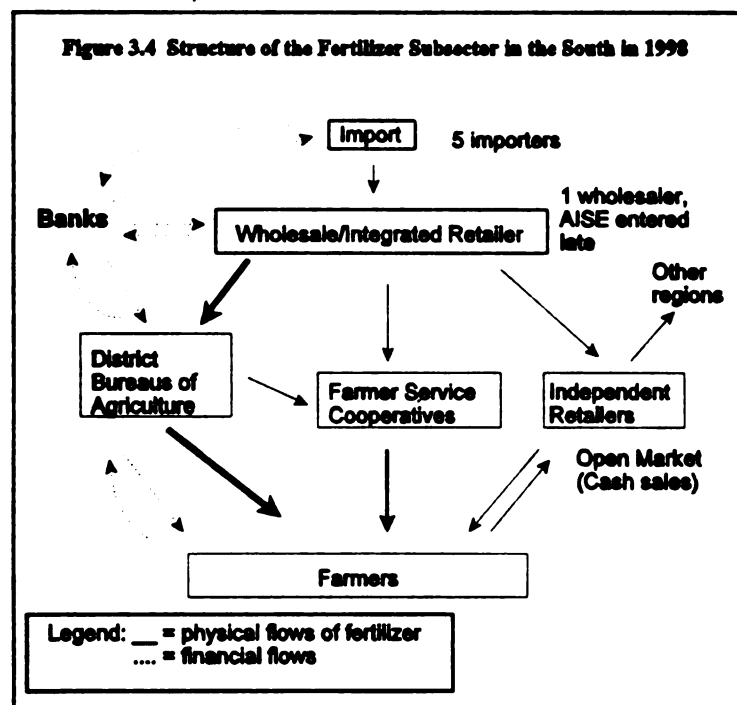 Figure 3.4 Structure of the Fertilizer Subsector in the South in 1998
Import
5 importers
Banks
Wholesale/Integrated Retailer
1 wholesaler,
AISE entered
late
Other
regions
District
Bureaus of
Agriculture
Farmer Service
Cooperatives
Independent
Retailers
Open Market
(Cash sales)
Farmers
Legend: __ = physical flows of fertilizer
.... = financial flows